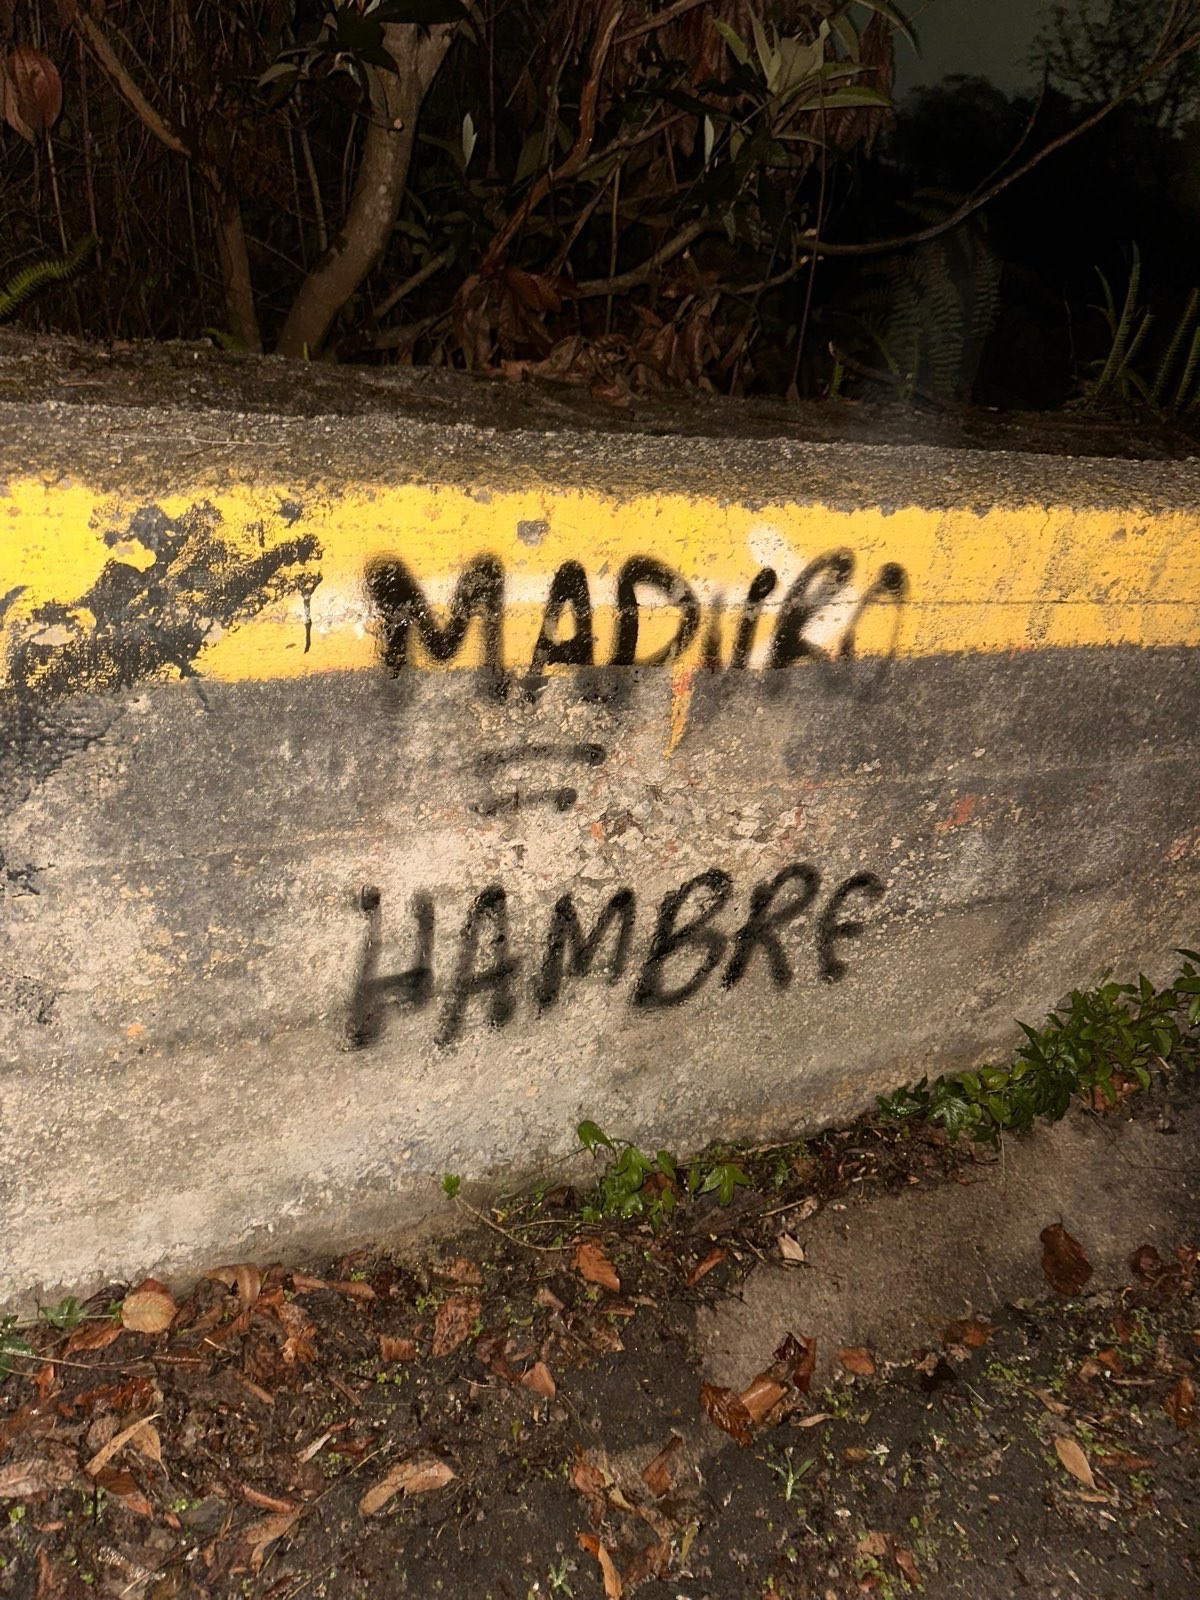 MADURO
=
HAMBRE